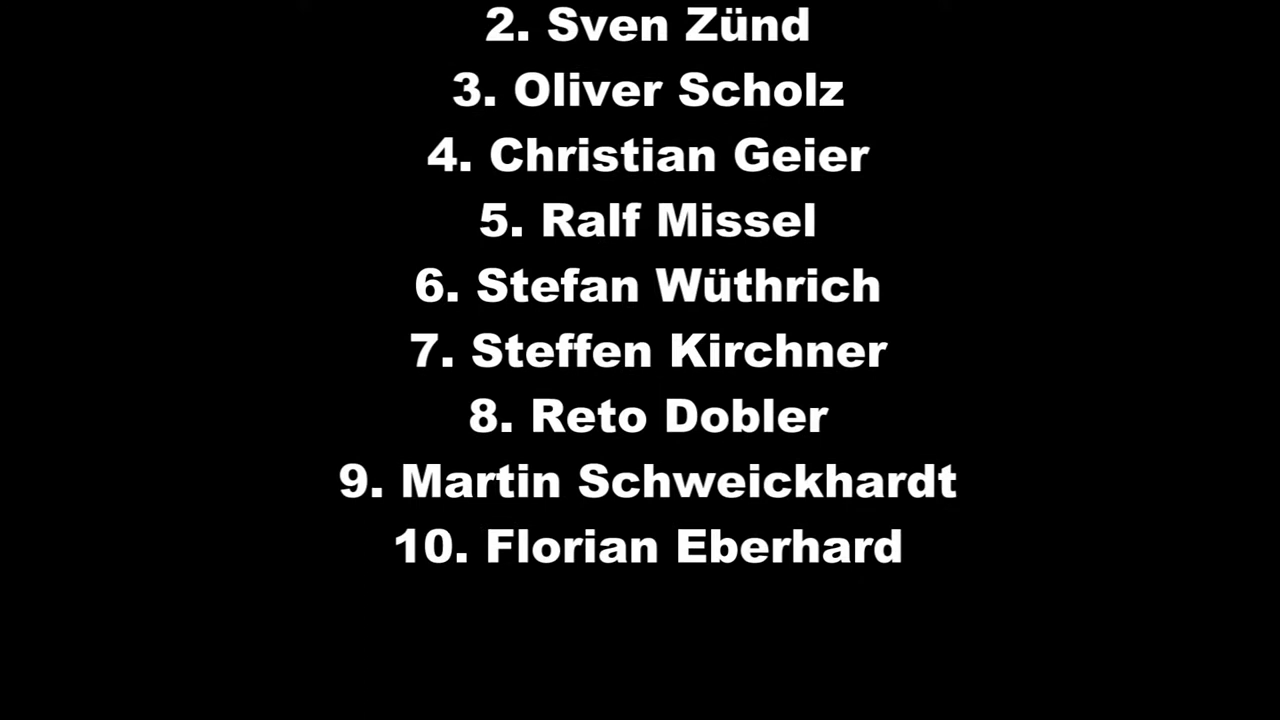 2. Sven Zünd
3. Oliver Scholz
4. Christian Geier
5. Ralf Missel
6. Stefan Wüthrich
7. Steffen Kirchner
8. Reto Dobler
9. Martin Schweickhardt
10. Florian Eberhard